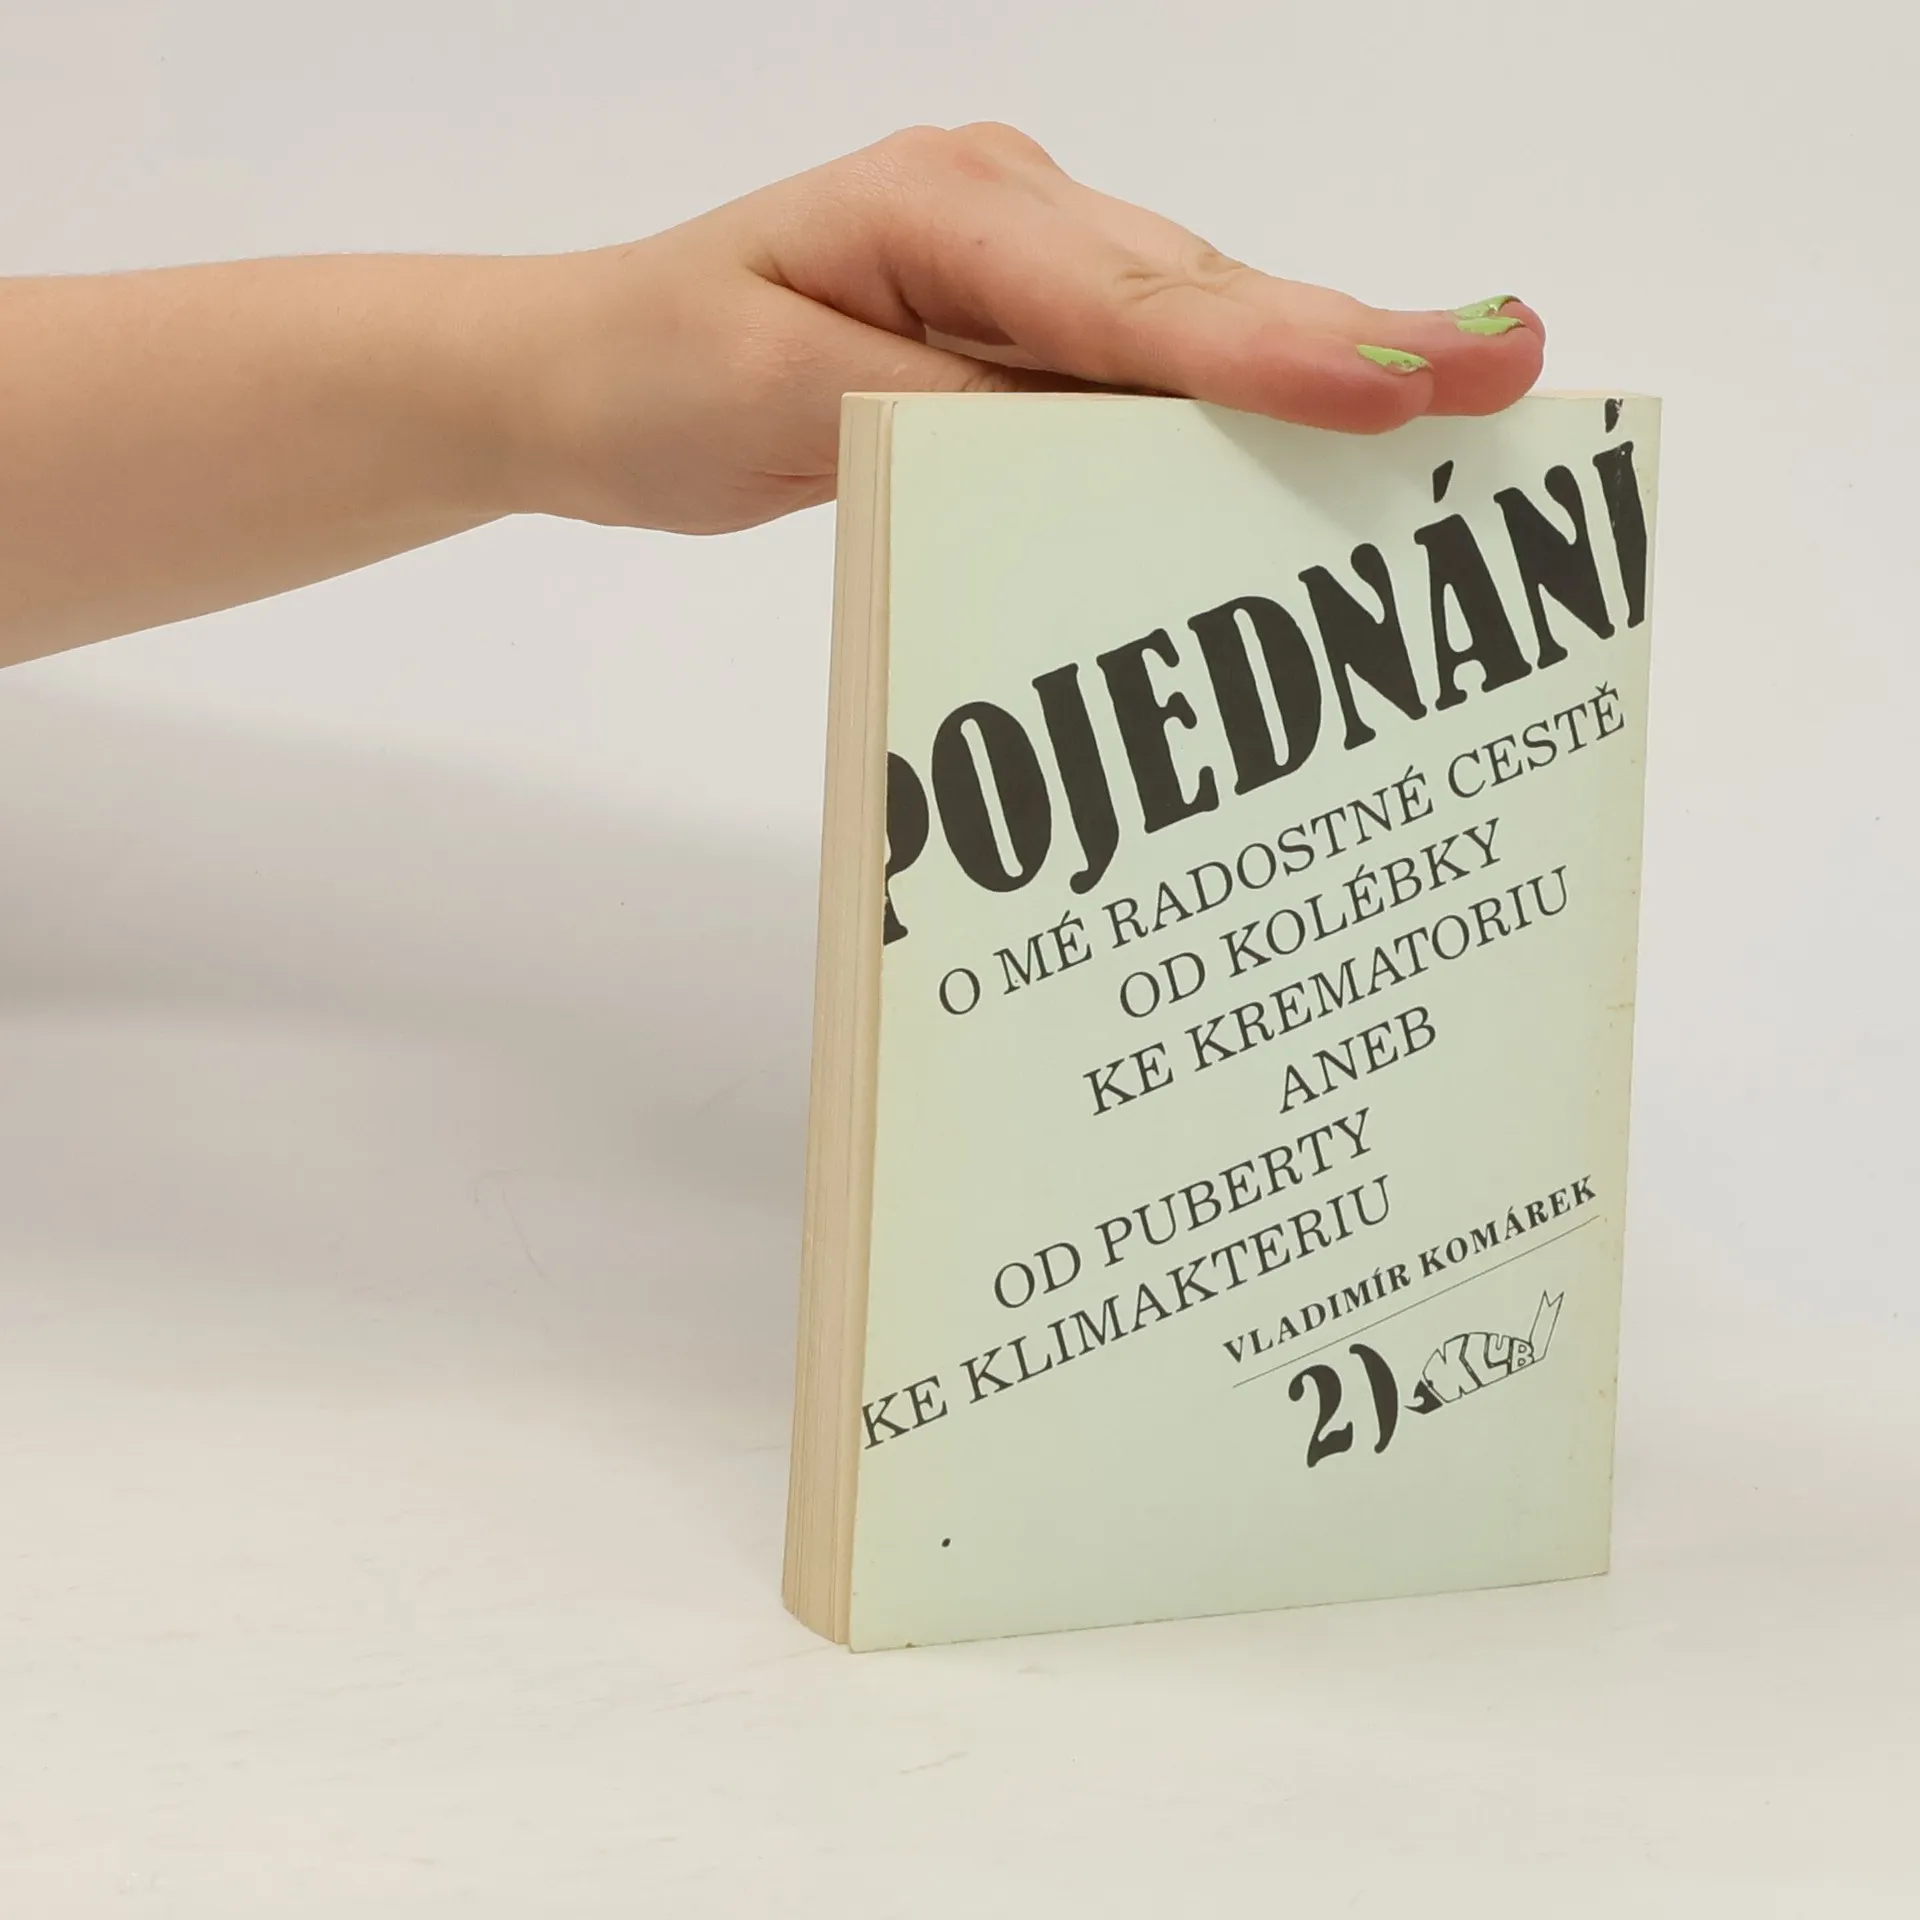 POJEDNÁNÍ
O MÉ RADOSTNÉ CESTĚ
OD KOLÉBKY
KE KREMATORIU
ANEB
OD PUBERTY
KE KLIMAKTERIU
VLADIMÍR KOMÁREK
2)
KLUB